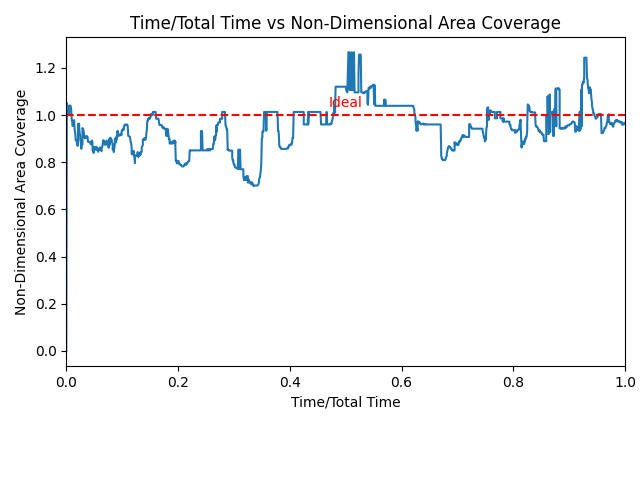 Time/Total Time vs Non-Dimensional Area Coverage
Non-Dimensional Area Coverage
1.2
1.0
0.8
0.6
0.4
0.2
0.0
Ideal
0.0 0.2 0.4 0.6 0.8 1.0
Time/Total Time